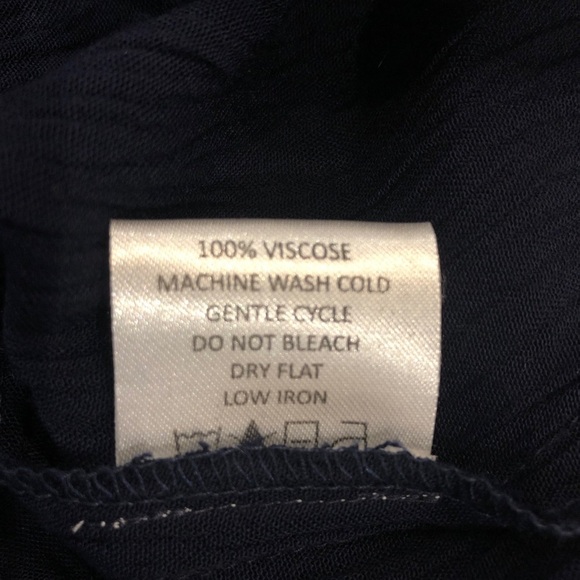 100% VISCOSE
MACHINE WASH COLD
GENTLE CYCLE
DO NOT BLEACH
DRY FLAT
LOW IRON